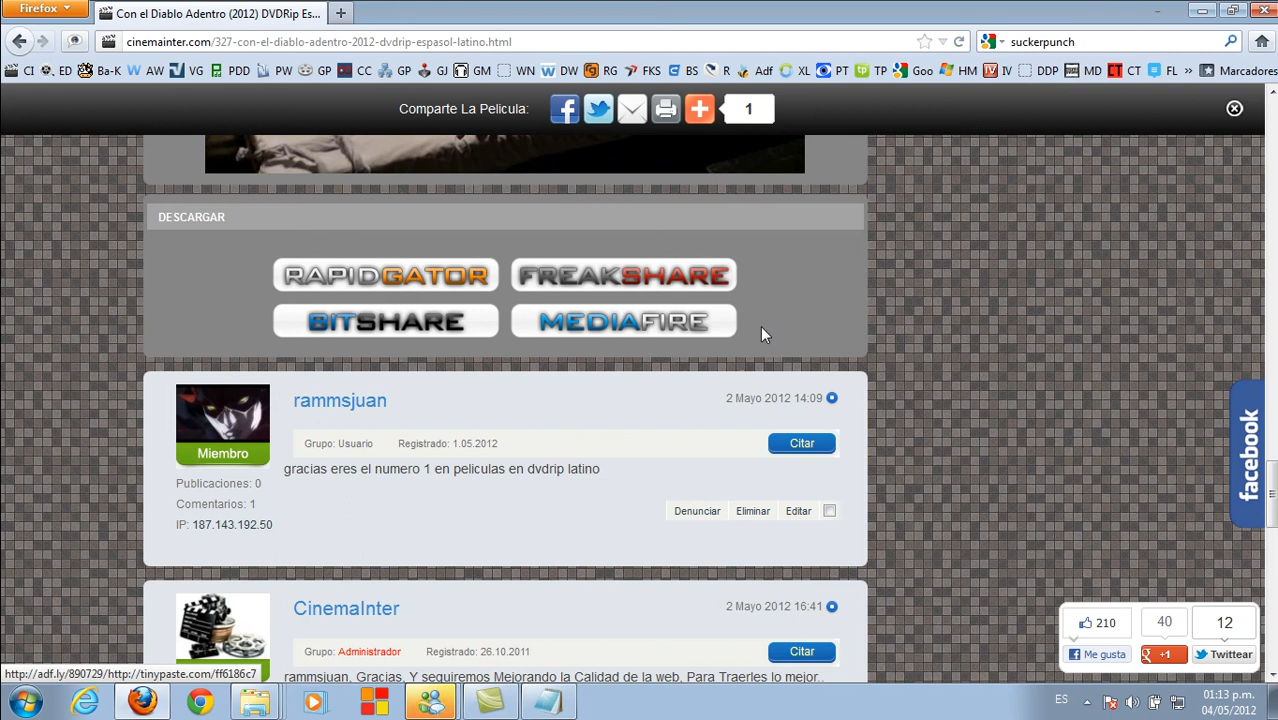 Firefox
Con el Diablo Adentro (2012) DVDRip Es...
cinemainter.com/327-con-el-diablo-adentro-2012-dvdrip-espasol-latino.html
suckerpunch
CI ED Ba-K AW VG PDD PW GP CC GP GJ GM WN DW RG FKS BS R Adf XL PT TP Goo HM IV DDP MD CT FL » Marcadores
Comparte La Pelicula:
1
DESCARGAR
RAPIDGATOR FREAKSHARE
BITSHARE MEDIAFIRE
rammsjuan
2 Mayo 2012 14:09
Grupo: Usuario Registrado: 1.05.2012
Citar
Miembro
gracias eres el numero 1 en peliculas en dvdrip latino
Publicaciones: 0
Comentarios: 1
IP: 187.143.192.50
Denunciar Eliminar Editar
facebook
CinemaInter
2 Mayo 2012 16:41
Grupo: Administrador Registrado: 26.10.2011
Citar
rammsjuan, Gracias, Y seguiremos Mejorando la Calidad de la web, Para Traerles lo mejor..
210 40 12
Me gusta +1 Twittear
http://adf.ly/890729/http://tinypaste.com/ff6186c7
ES
01:13 p.m.
04/05/2012